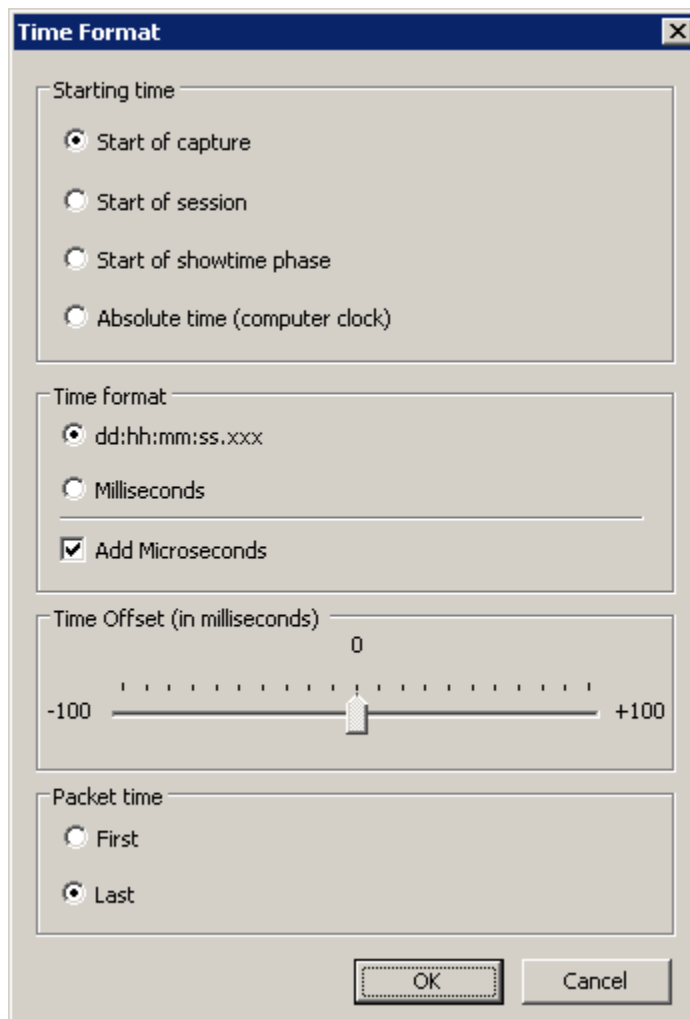 Time Format
Starting time
Start of capture
Start of session
Start of showtime phase
Absolute time (computer clock)
Time format
dd:hh:mm:ss.xxx
Milliseconds
Add Microseconds
Time Offset (in milliseconds)
0
-100 +100
Packet time
First
Last
OK Cancel